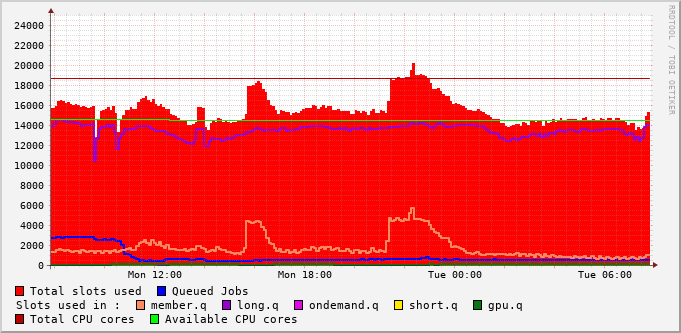 24000
22000
20000
18000
16000
14000
12000
10000
8000
6000
4000
2000
0
Mon 12:00 Mon 18:00 Tue 00:00 Tue 06:00
Total slots used Queued Jobs
Slots used in : member.q long.q ondemand.q short.q gpu.q
Total CPU cores Available CPU cores
RRDTOOL / TOBI OETIKER